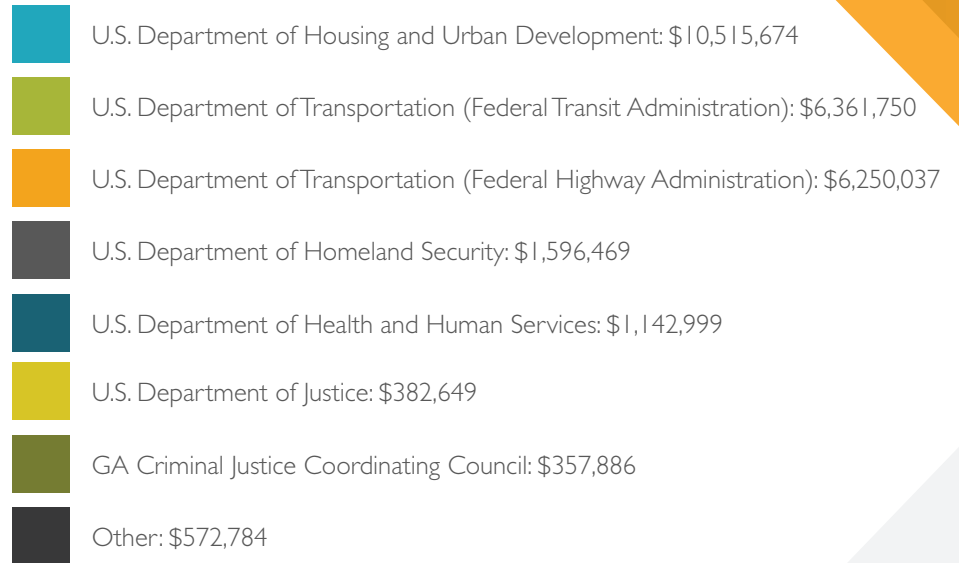 U.S. Department of Housing and Urban Development: $10,515,674
U.S. Department of Transportation (Federal Transit Administration): $6,361,750
U.S. Department of Transportation (Federal Highway Administration): $6,250,037
U.S. Department of Homeland Security: $1,596,469
U.S. Department of Health and Human Services: $1,142,999
U.S. Department of Justice: $382,649
GA Criminal Justice Coordinating Council: $357,886
Other: $572,784